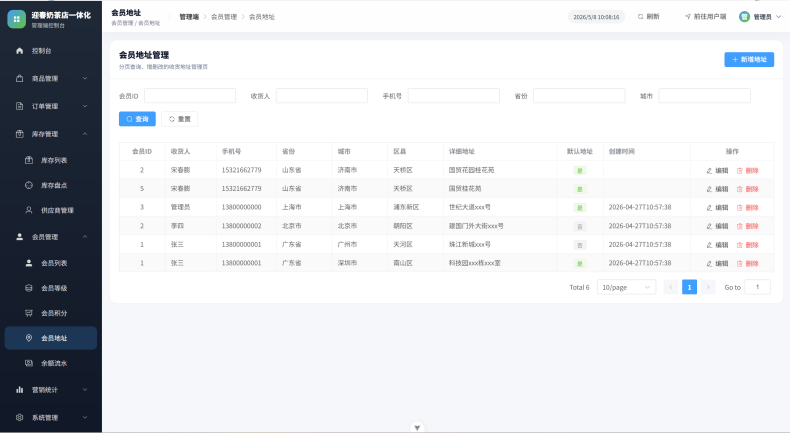 迎春奶茶店一体化
管理端控制台
控制台
商品管理
订单管理
库存管理
库存列表
库存盘点
供应商管理
会员管理
会员列表
会员等级
会员积分
会员地址
余额流水
营销统计
系统管理
会员地址
会员管理 / 会员地址
管理端 > 会员管理 > 会员地址
2026/5/8 10:08:16
刷新
前往用户端
管理员
会员地址管理
分页查询、增删改的收货地址管理页
+ 新增地址
会员ID 收货人 手机号 省份 城市
查询 重置
会员ID 收货人 手机号 省份 城市 区县 详细地址 默认地址 创建时间 操作
2 宋春膨 15321662779 山东省 济南市 天桥区 国贸花园桂花苑 是 编辑 删除
5 宋春膨 15321662779 山东省 济南市 天桥区 国贸桂花苑 是 编辑 删除
3 管理员 13800000000 上海市 上海市 浦东新区 世纪大道xxx号 是 2026-04-27T10:57:38 编辑 删除
2 李四 13800000002 北京市 北京市 朝阳区 建国门外大街xxx号 否 2026-04-27T10:57:38 编辑 删除
1 张三 13800000001 广东省 广州市 天河区 珠江新城xxx号 否 2026-04-27T10:57:38 编辑 删除
1 张三 13800000001 广东省 深圳市 南山区 科技园xxx栋xxx室 是 2026-04-27T10:57:38 编辑 删除
Total 6 10/page < 1 > Go to 1